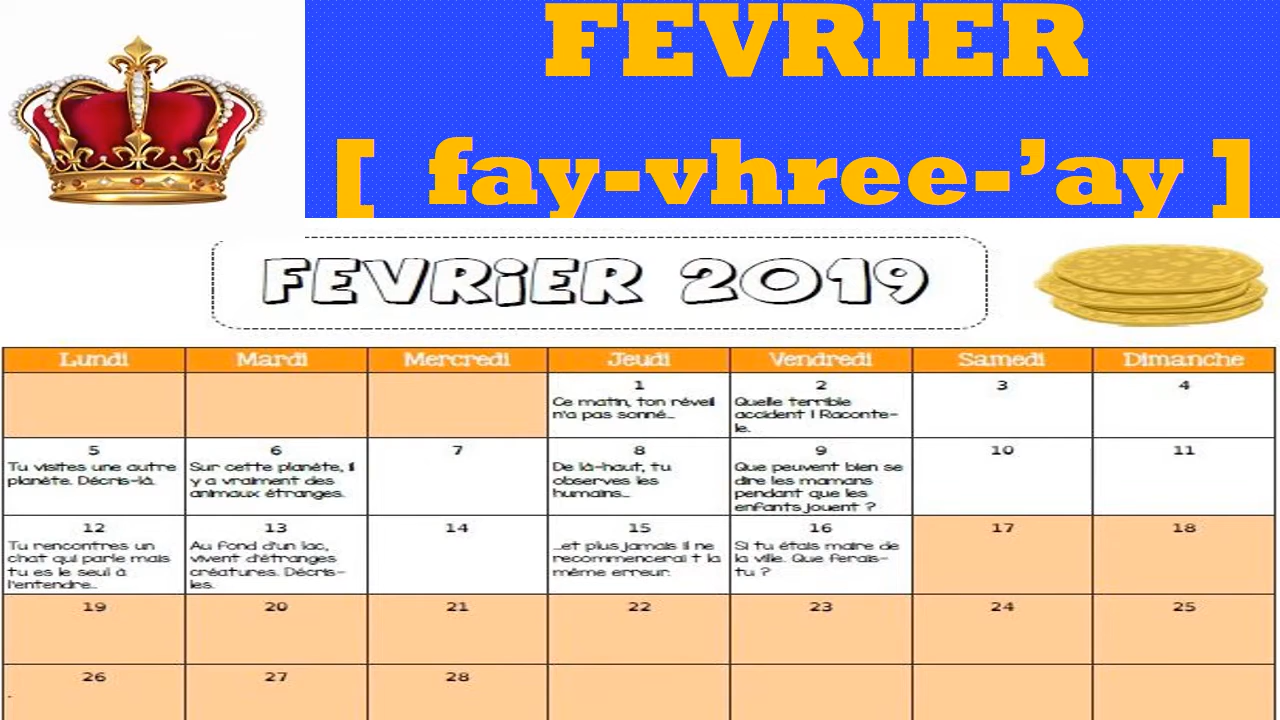 FEVRIER
[ fay-vhree-’ay ]
FEVRiER 2019
Lundi Mardi Mercredi Jeudi Vendredi Samedi Dimanche
1
Ce matin, ton réveil
n'a pas sonné...
2
Quelle terrible
accident ! Raconte-
le.
3
4
5
Tu visites une autre
planète. Décris-là.
6
Sur cette planète, il
y a vraiment des
animaux étranges.
7
8
De là-haut, tu
observes les
humains...
9
Que peuvent bien se
dire les mamans
pendant que les
enfants jouent ?
10
11
12
Tu rencontres un
chat qui parle mais
tu es le seul à
l'entendre...
13
Au fond d'un lac,
vivent d'étranges
créatures. Décris-
les.
14
15
...et plus jamais il ne
recommencerai t la
même erreur.
16
Si tu étais maire de
la ville. Que ferais-
tu ?
17
18
19
20
21
22
23
24
25
26
27
28